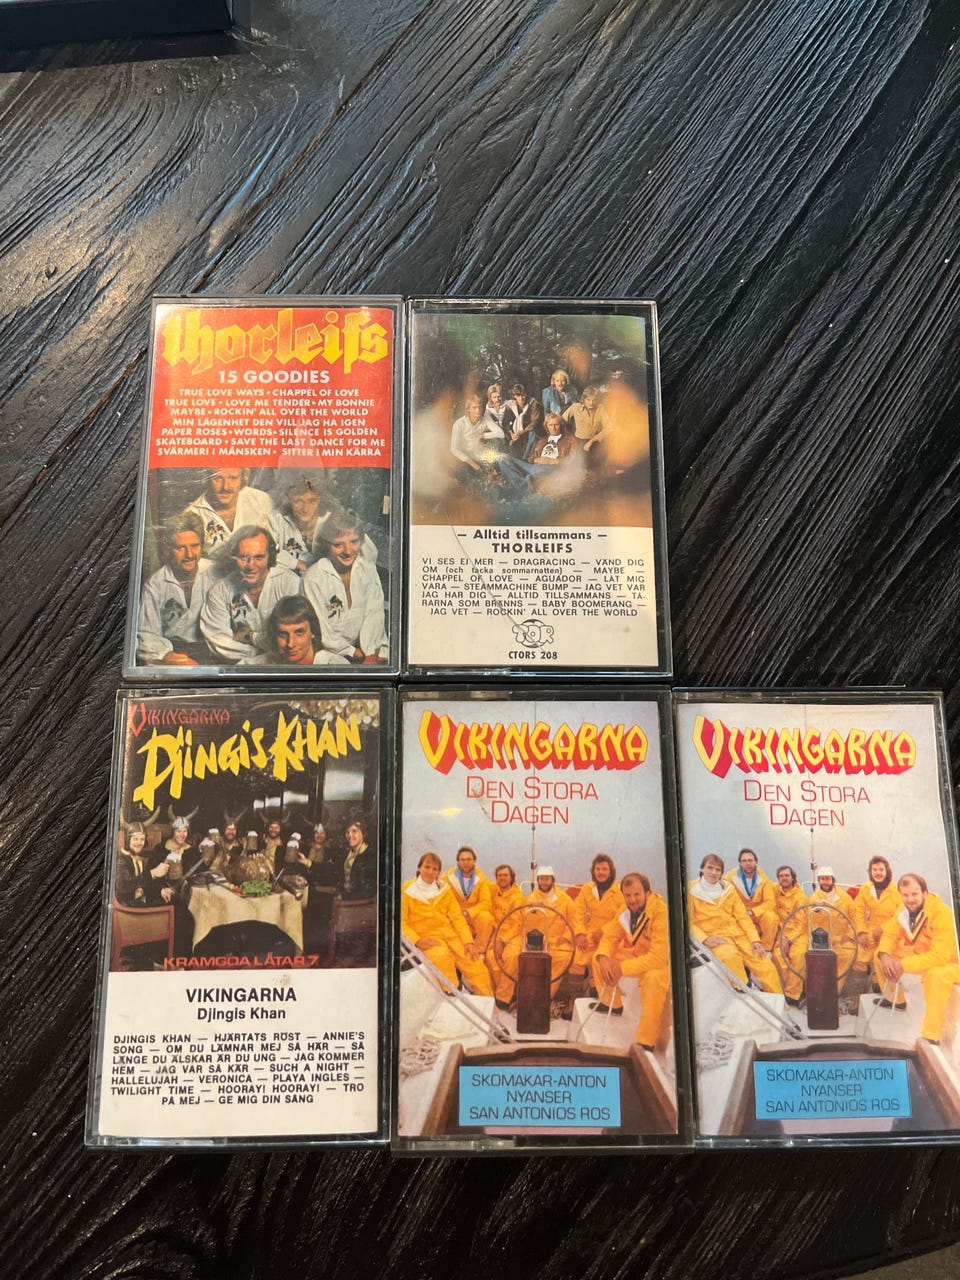 thorleifs
15 GOODIES
TRUE LOVE WAYS • CHAPPEL OF LOVE
TRUE LOVE • LOVE ME TENDER • MY BONNIE
MAYBE • ROCKIN' ALL OVER THE WORLD
MIN LÄGENHET DEN VILL JAG HA IGEN
PAPER ROSES • WORDS • SILENCE IS GOLDEN
SKATEBOARD • SAVE THE LAST DANCE FOR ME
SVÄRMERI I MÅNSKEN • SITTER I MIN KÄRRA
— Alltid tillsammans —
THORLEIFS
VI SES EJ MER — DRAGRACING — VÄND DIG
OM (och tacka sommarnatten) — MAYBE —
CHAPPEL OF LOVE — AGUADOR — LÅT MIG
VARA — STEAMMACHINE BUMP — JAG VET VAR
JAG HAR DIG — ALLTID TILLSAMMANS — TÅ-
RARNA SOM BRÄNNS — BABY BOOMERANG —
JAG VET — ROCKIN' ALL OVER THE WORLD
TOR
CTORS 208
VIKINGARNA
DJINGIS KHAN
KRAMGOA LÅTAR 7
VIKINGARNA
Djingis Khan
DJINGIS KHAN — HJÄRTATS RÖST — ANNIE'S
SONG — OM DU LÄMNAR MEJ SÅ HÄR — SÅ
LÄNGE DU ÄLSKAR ÄR DU UNG — JAG KOMMER
HEM — JAG VAR SÅ KÄR — SUCH A NIGHT —
HALLELUJAH — VERONICA — PLAYA INGLES —
TWILIGHT TIME — HOORAY! HOORAY! — TRO
PÅ MEJ — GE MIG DIN SÅNG
VIKINGARNA
DEN STORA
DAGEN
SKOMAKAR-ANTON
NYANSER
SAN ANTONIOS ROS
VIKINGARNA
DEN STORA
DAGEN
SKOMAKAR-ANTON
NYANSER
SAN ANTONIOS ROS